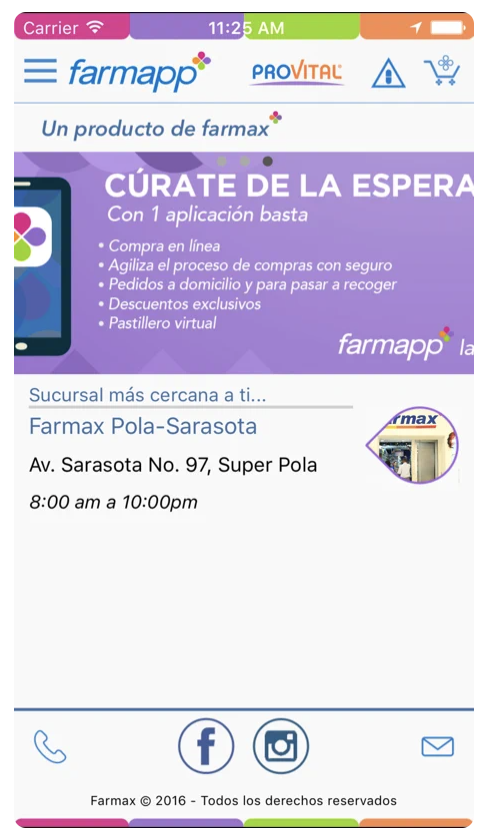 Carrier 11:25 AM
farmapp PROVITAL
Un producto de farmax
CÚRATE DE LA ESPERA
Con 1 aplicación basta
• Compra en línea
• Agiliza el proceso de compras con seguro
• Pedidos a domicilio y para pasar a recoger
• Descuentos exclusivos
• Pastillero virtual
farmapp la
Sucursal más cercana a ti...
Farmax Pola-Sarasota
rmax
Av. Sarasota No. 97, Super Pola
8:00 am a 10:00pm
f
Farmax © 2016 - Todos los derechos reservados